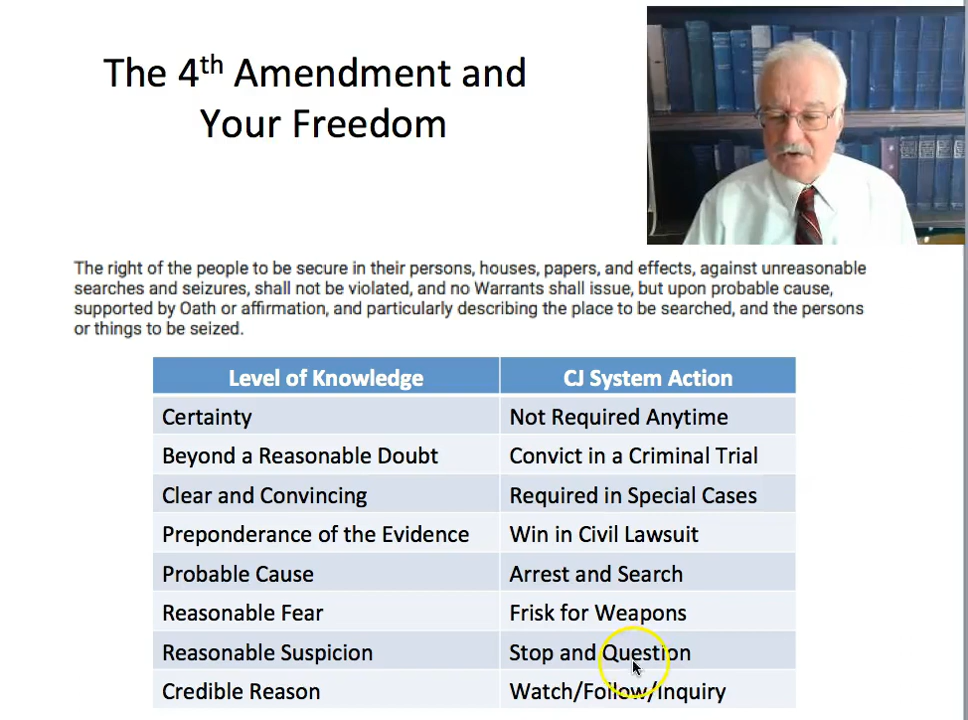 The 4th Amendment and
Your Freedom
The right of the people to be secure in their persons, houses, papers, and effects, against unreasonable
searches and seizures, shall not be violated, and no Warrants shall issue, but upon probable cause,
supported by Oath or affirmation, and particularly describing the place to be searched, and the persons
or things to be seized.
Level of Knowledge CJ System Action
Certainty Not Required Anytime
Beyond a Reasonable Doubt Convict in a Criminal Trial
Clear and Convincing Required in Special Cases
Preponderance of the Evidence Win in Civil Lawsuit
Probable Cause Arrest and Search
Reasonable Fear Frisk for Weapons
Reasonable Suspicion Stop and Question
Credible Reason Watch/Follow/Inquiry